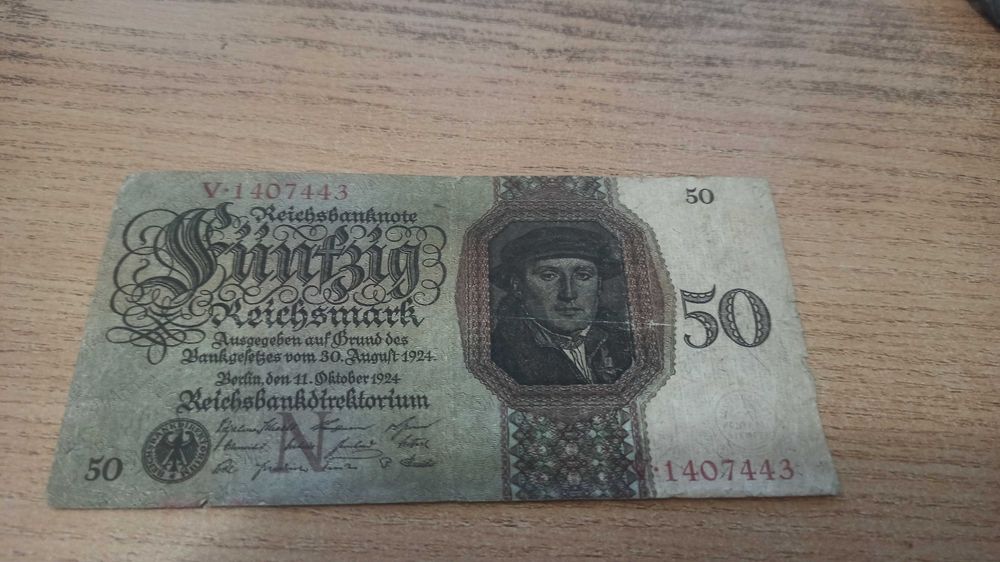 V·1407443
Reichsbanknote
Fünfzig
Reichsmark
Ausgegeben auf Grund des
Bankgesetzes vom 30. August 1924
Berlin, den 11. Oktober 1924
Reichsbankdirektorium
N
50
50
50
V·1407443